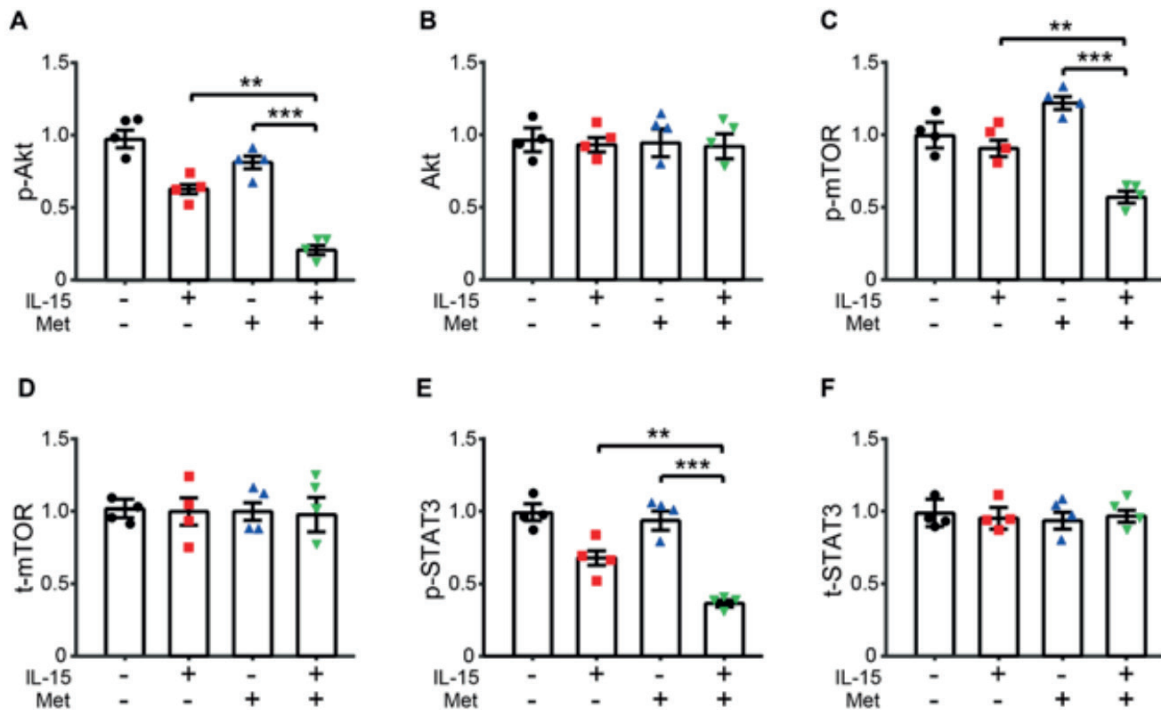 A
B
C
**
***
**
***
1.5
1.0
0.5
0
p-Akt
1.5
1.0
0.5
0
Akt
1.5
1.0
0.5
0
p-mTOR
IL-15 - + - +
Met - - + +
IL-15 - + - +
Met - - + +
IL-15 - + - +
Met - - + +
D
E
F
**
***
1.5
1.0
0.5
0
t-mTOR
1.5
1.0
0.5
0
p-STAT3
1.5
1.0
0.5
0
t-STAT3
IL-15 - + - +
Met - - + +
IL-15 - + - +
Met - - + +
IL-15 - + - +
Met - - + +